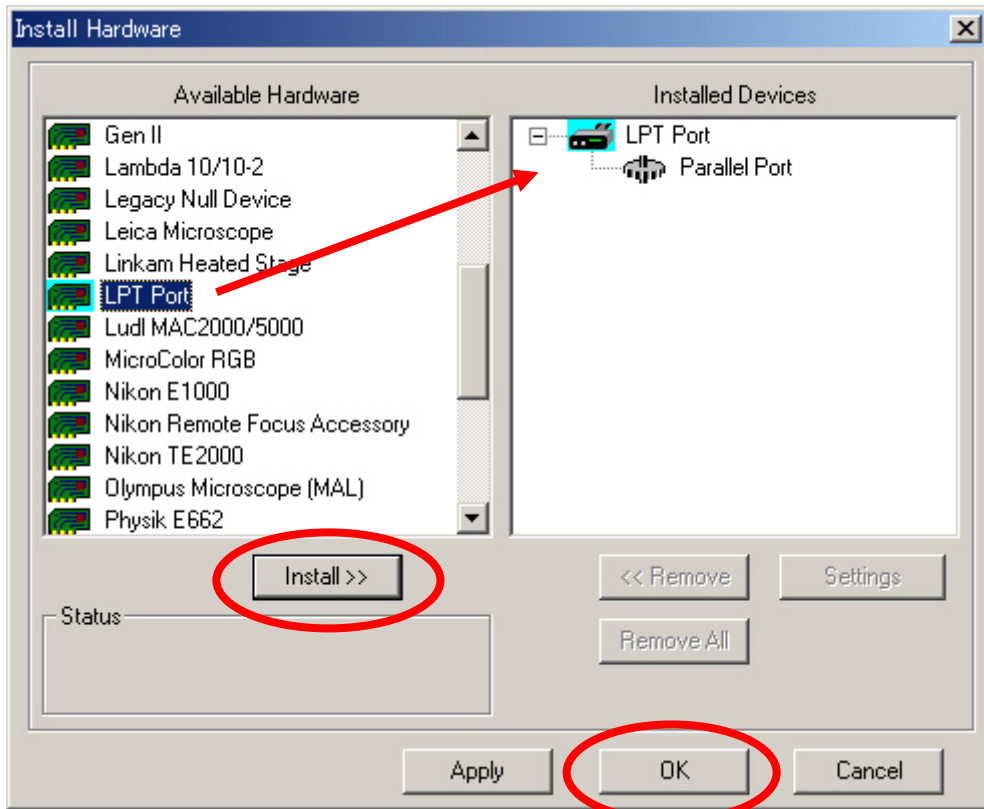 Install Hardware
Available Hardware
Gen II
Lambda 10/10-2
Legacy Null Device
Leica Microscope
Linkam Heated Stage
LPT Port
Ludl MAC2000/5000
MicroColor RGB
Nikon E1000
Nikon Remote Focus Accessory
Nikon TE2000
Olympus Microscope (MAL)
Physik E662
Install >>
Status
Installed Devices
LPT Port
Parallel Port
<< Remove
Settings
Remove All
Apply
OK
Cancel